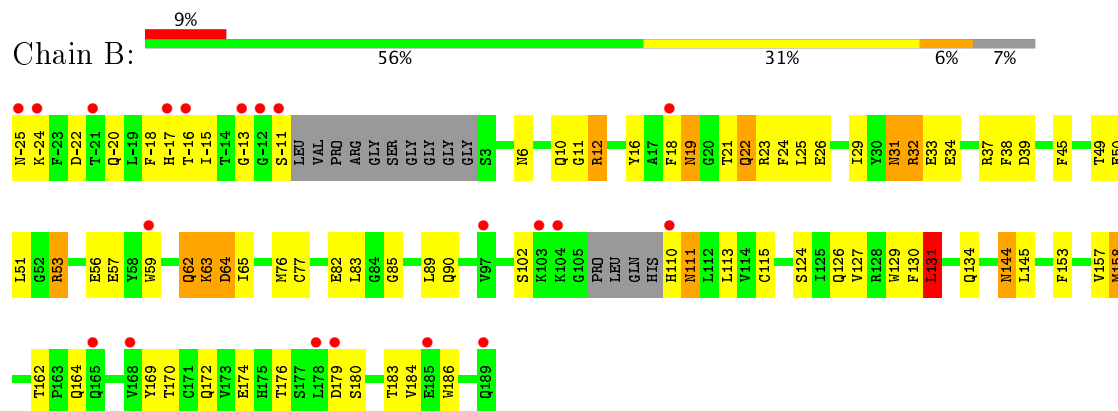 9%
Chain B:
56% 31% 6% 7%
N-25 K-24 F-23 D-22 T-21 Q-20 L-19 F-18 H-17 T-16 I-15 T-14 G-13 G-12 S-11 LEU VAL PRO ARG GLY SER GLY GLY GLY GLY S3 N6 Q10 G11 R12 Y16 A17 F18 N19 G20 T21 Q22 R23 F24 L25 E26 I29 Y30 N31 R32 E33 E34 R37 F38 D39 F45 T49 E50
L51 G52 R53 E56 E57 Y58 W59 Q62 K63 D64 I65 M76 C77 E82 L83 G84 G85 L89 Q90 V97 S102 K103 K104 G105 PRO LEU GLN HIS H110 N111 L112 L113 V114 C115 S124 I125 Q126 V127 R128 W129 F130 L131 Q134 N144 L145 F153 V157 M158
T162 P163 Q164 Q165 V168 Y169 T170 C171 Q172 V173 E174 H175 T176 S177 L178 D179 S180 T183 V184 E185 W186 Q189